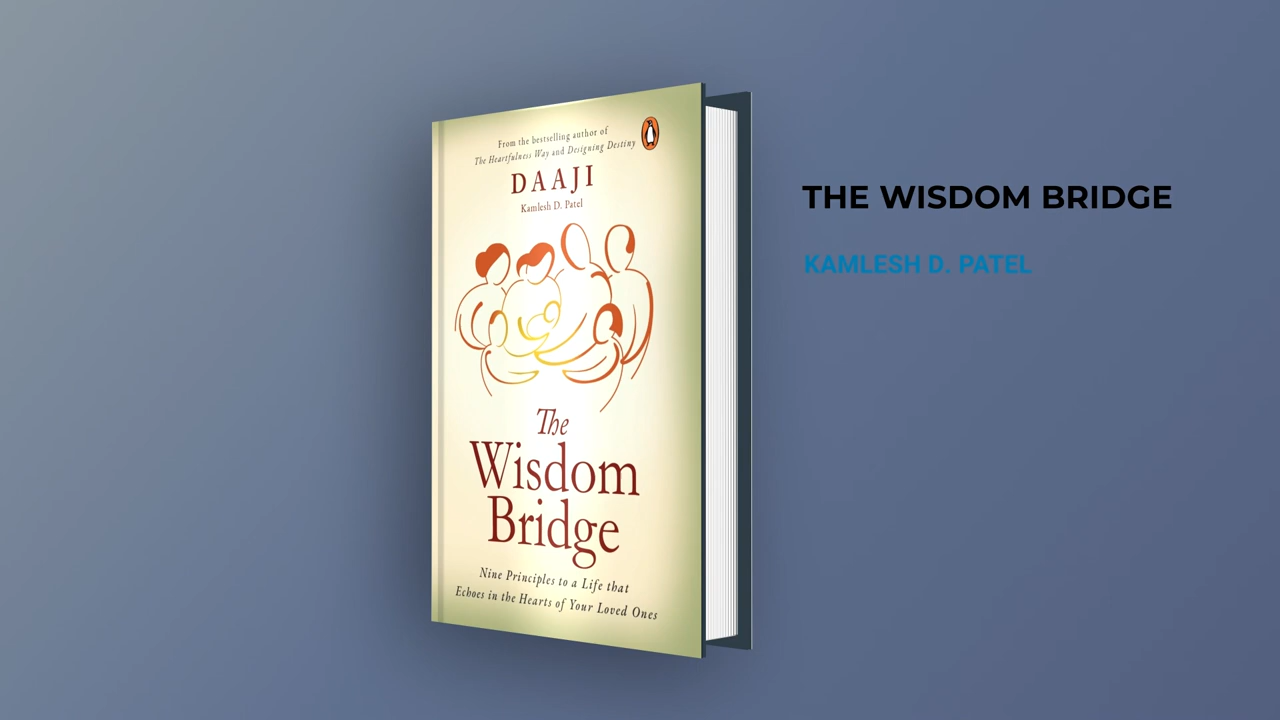 From the bestselling author of
The Heartfulness Way and Designing Destiny
DAAJI
Kamlesh D. Patel
The
Wisdom
Bridge
Nine Principles to a Life that
Echoes in the Hearts of Your Loved Ones
THE WISDOM BRIDGE
KAMLESH D. PATEL